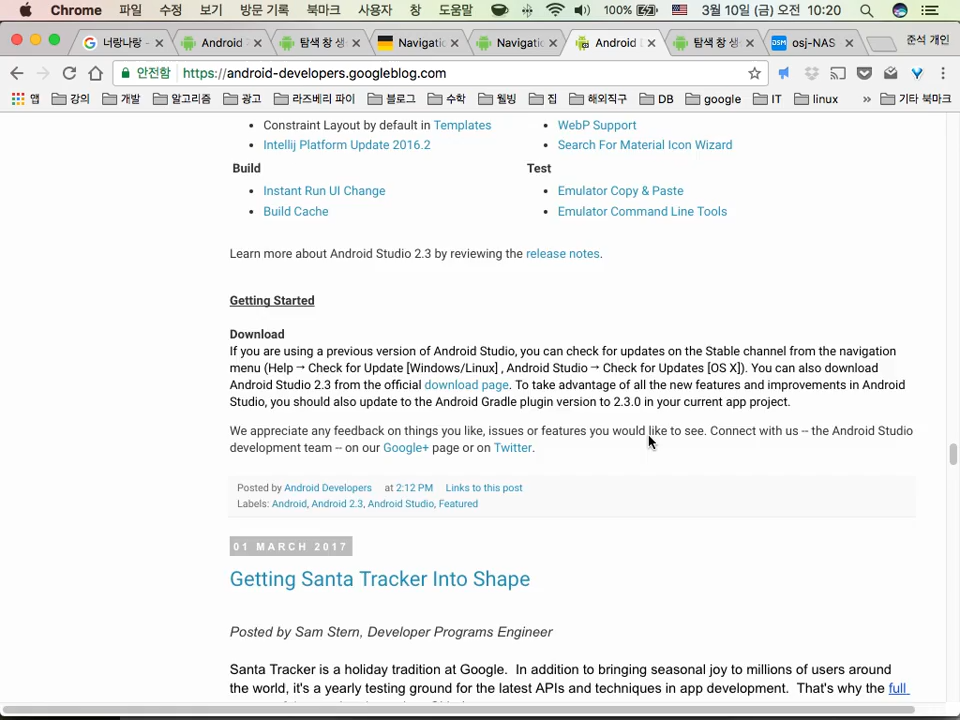 Chrome 파일 수정 보기 방문 기록 북마크 사용자 창 도움말 100% 3월 10일 (금) 오전 10:20
너랑나랑 - Android 탐색 창 생 Navigatio Navigatio Android 탐색 창 생 osj-NAS 준석 개인
안전함 https://android-developers.googleblog.com
앱 강의 개발 알고리즘 광고 라즈베리 파이 블로그 수학 웰빙 집 해외직구 DB google IT linux » 기타 북마크
Constraint Layout by default in Templates
WebP Support
Intellij Platform Update 2016.2
Search For Material Icon Wizard
Build
Test
Instant Run UI Change
Emulator Copy & Paste
Build Cache
Emulator Command Line Tools
Learn more about Android Studio 2.3 by reviewing the release notes.
Getting Started
Download
If you are using a previous version of Android Studio, you can check for updates on the Stable channel from the navigation
menu (Help → Check for Update [Windows/Linux] , Android Studio → Check for Updates [OS X]). You can also download
Android Studio 2.3 from the official download page. To take advantage of all the new features and improvements in Android
Studio, you should also update to the Android Gradle plugin version to 2.3.0 in your current app project.
We appreciate any feedback on things you like, issues or features you would like to see. Connect with us -- the Android Studio
development team -- on our Google+ page or on Twitter.
Posted by Android Developers at 2:12 PM Links to this post
Labels: Android, Android 2.3, Android Studio, Featured
01 MARCH 2017
Getting Santa Tracker Into Shape
Posted by Sam Stern, Developer Programs Engineer
Santa Tracker is a holiday tradition at Google. In addition to bringing seasonal joy to millions of users around
the world, it's a yearly testing ground for the latest APIs and techniques in app development. That's why the full